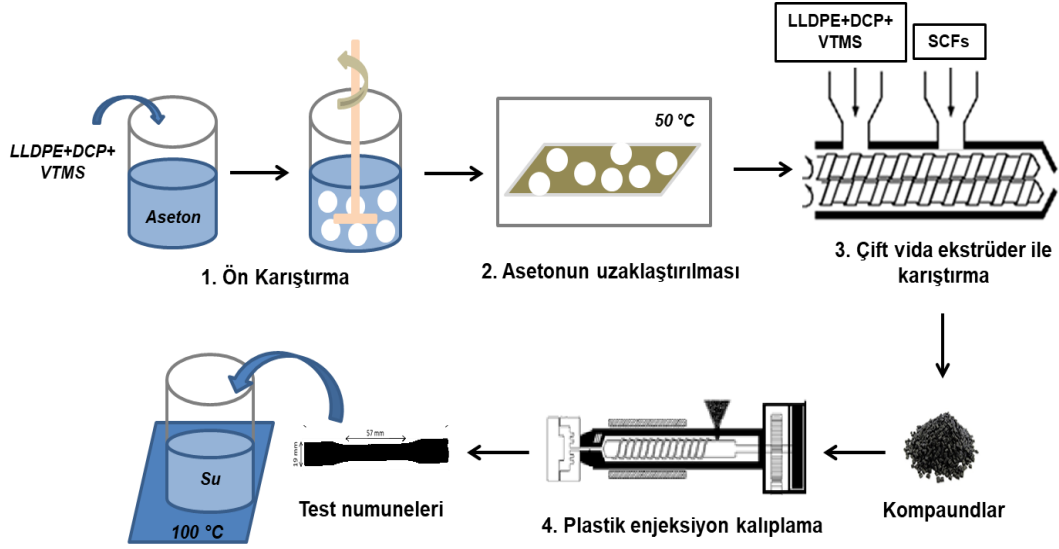 LLDPE+DCP+
VTMS
Aseton
1. Ön Karıştırma
50 °C
2. Asetonun uzaklaştırılması
LLDPE+DCP+
VTMS
SCFs
3. Çift vida ekstrüder ile
karıştırma
Kompaundlar
4. Plastik enjeksiyon kalıplama
57 mm
19 mm
Test numuneleri
Su
100 °C